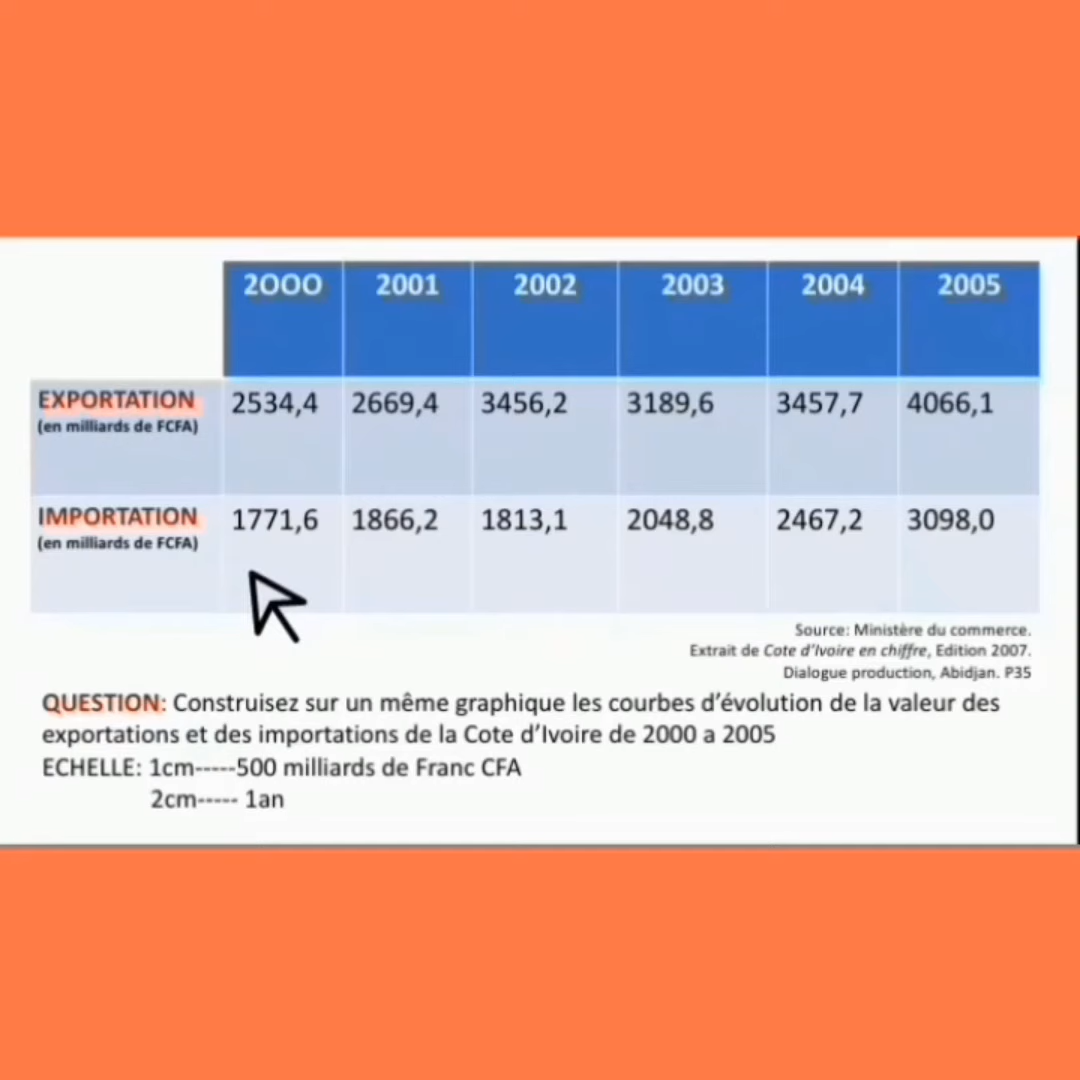 2OOO 2001 2002 2003 2004 2005
EXPORTATION 2534,4 2669,4 3456,2 3189,6 3457,7 4066,1
(en milliards de FCFA)
IMPORTATION 1771,6 1866,2 1813,1 2048,8 2467,2 3098,0
(en milliards de FCFA)
Source: Ministère du commerce.
Extrait de Cote d'Ivoire en chiffre, Edition 2007.
Dialogue production, Abidjan. P35
QUESTION: Construisez sur un même graphique les courbes d'évolution de la valeur des
exportations et des importations de la Cote d'Ivoire de 2000 a 2005
ECHELLE: 1cm-----500 milliards de Franc CFA
2cm----- 1an